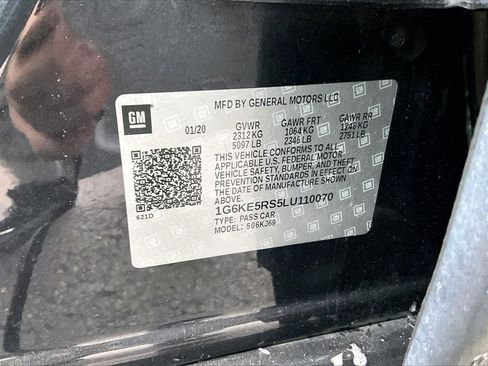 GM
MFD BY GENERAL MOTORS LLC
01/20 GVWR GAWR FRT GAWR RR
2312 KG 1064 KG 1248 KG
5097 LB 2346 LB 2751 LB
THIS VEHICLE CONFORMS TO ALL
APPLICABLE U.S. FEDERAL MOTOR
VEHICLE SAFETY, BUMPER, AND THEFT
PREVENTION STANDARDS IN EFFECT ON
THE DATE OF MANUFACTURE SHOWN
ABOVE.
1G6KE5RS5LU110070
TYPE: PASS CAR
MODEL: 506KJ69
621D